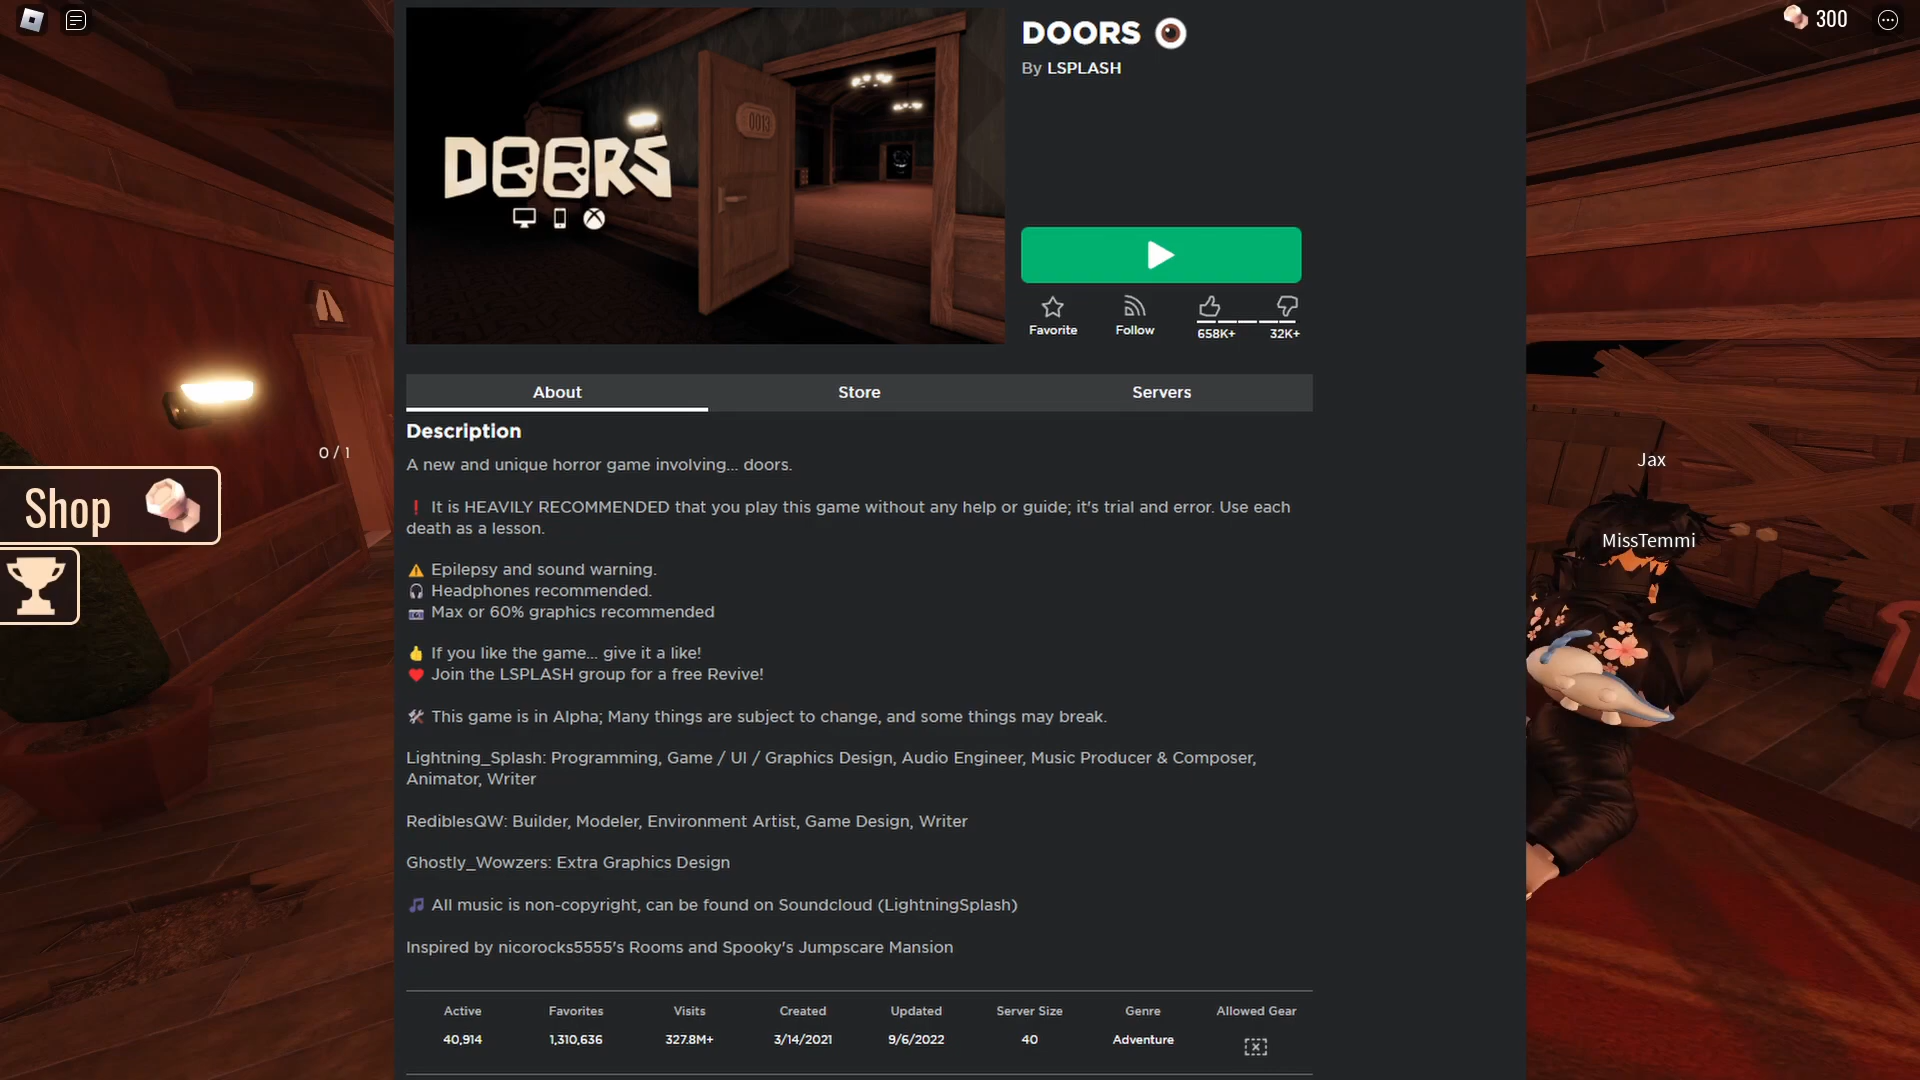 DOORS
By LSPLASH
300
0013
DOORS
Favorite
Follow
658K+
32K+
About
Store
Servers
Description
A new and unique horror game involving... doors.
❗ It is HEAVILY RECOMMENDED that you play this game without any help or guide; it's trial and error. Use each
death as a lesson.
⚠️ Epilepsy and sound warning.
🎧 Headphones recommended.
📷 Max or 60% graphics recommended
👍 If you like the game... give it a like!
❤️ Join the LSPLASH group for a free Revive!
🛠️ This game is in Alpha; Many things are subject to change, and some things may break.
Lightning_Splash: Programming, Game / UI / Graphics Design, Audio Engineer, Music Producer & Composer,
Animator, Writer
RediblesQW: Builder, Modeler, Environment Artist, Game Design, Writer
Ghostly_Wowzers: Extra Graphics Design
🎵 All music is non-copyright, can be found on Soundcloud (LightningSplash)
Inspired by nicorocks5555's Rooms and Spooky's Jumpscare Mansion
Active
Favorites
Visits
Created
Updated
Server Size
Genre
Allowed Gear
40,914
1,310,636
327.8M+
3/14/2021
9/6/2022
40
Adventure
0 / 1
Shop
Jax
MissTemmi